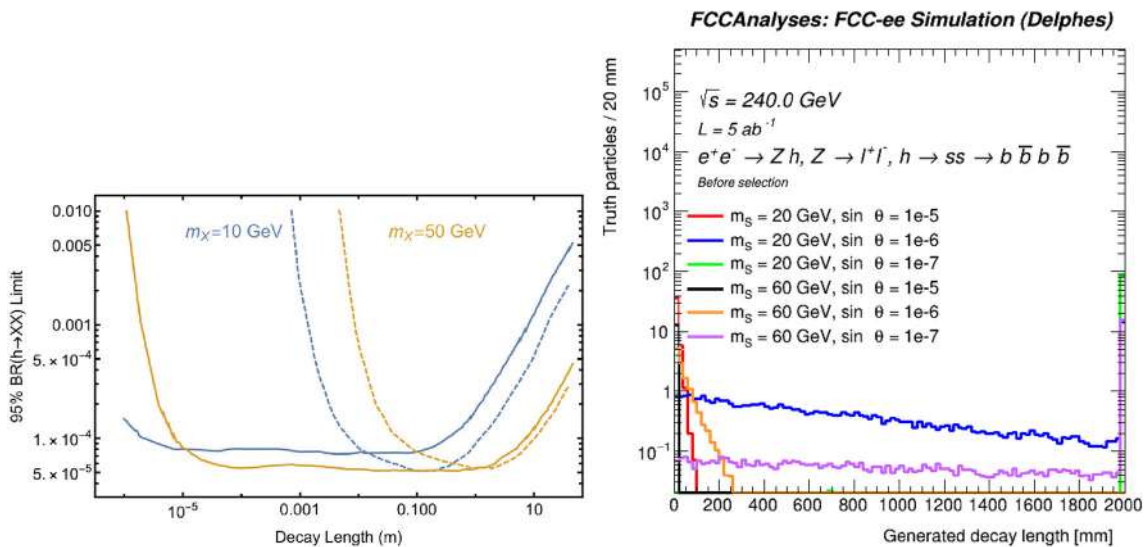 FCCAnalyses: FCC-ee Simulation (Delphes)
95% BR(h→XX) Limit
0.010
0.005
0.001
5. × 10⁻⁴
1. × 10⁻⁴
5. × 10⁻⁵
m_X=10 GeV
m_X=50 GeV
10⁻⁵
0.001
0.100
10
Decay Length (m)
Truth particles / 20 mm
10⁵
10⁴
10³
10²
10
1
10⁻¹
√s = 240.0 GeV
L = 5 ab⁻¹
e⁺e⁻ → Z h, Z → l⁺l⁻, h → ss → b b̅ b b̅
Before selection
m_S = 20 GeV, sin θ = 1e-5
m_S = 20 GeV, sin θ = 1e-6
m_S = 20 GeV, sin θ = 1e-7
m_S = 60 GeV, sin θ = 1e-5
m_S = 60 GeV, sin θ = 1e-6
m_S = 60 GeV, sin θ = 1e-7
0 200 400 600 800 1000 1200 1400 1600 1800 2000
Generated decay length [mm]